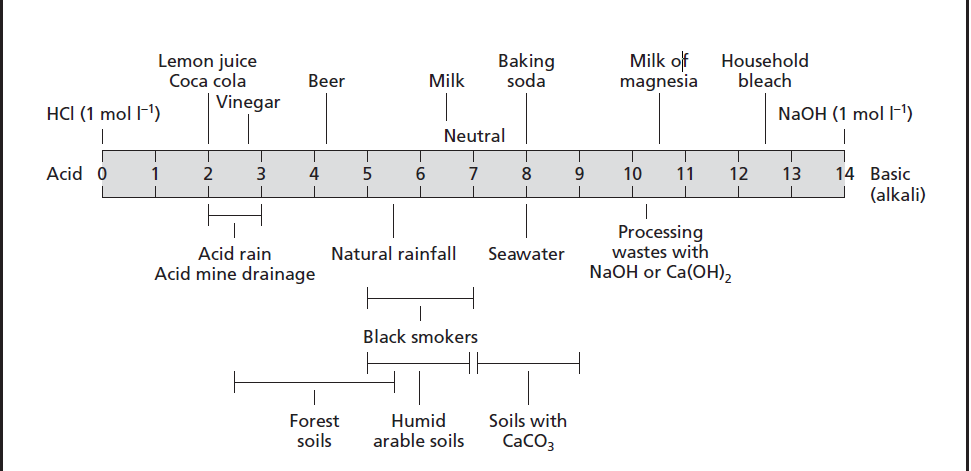 Lemon juice
Coca cola
Vinegar
Beer
Milk
Baking
soda
Milk of
magnesia
Household
bleach
HCl (1 mol l⁻¹)
NaOH (1 mol l⁻¹)
Neutral
Acid 0 1 2 3 4 5 6 7 8 9 10 11 12 13 14 Basic
(alkali)
Acid rain
Acid mine drainage
Natural rainfall
Seawater
Processing
wastes with
NaOH or Ca(OH)₂
Black smokers
Forest
soils
Humid
arable soils
Soils with
CaCO₃